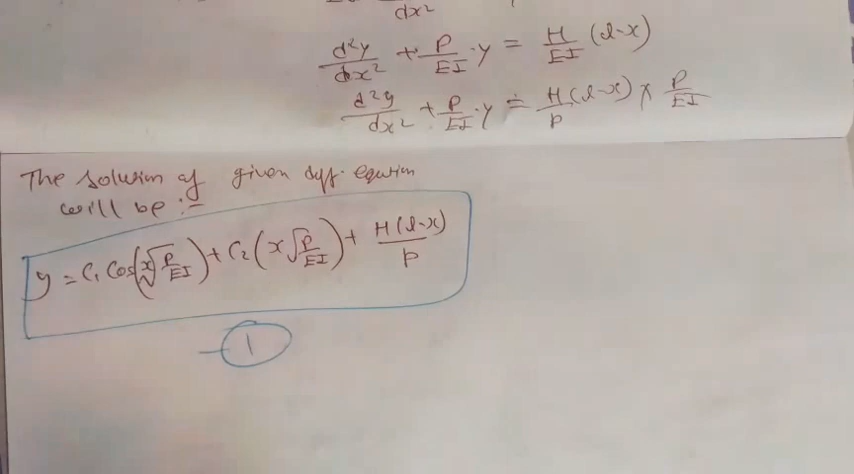 dx²
d²y/dx² + P/EI · y = H/EI (l-x)
d²y/dx² + P/EI · y = H/P (l-x) × P/EI
The solution of given diff. eqution
will be :-
y = C₁ Cos(x√P/EI) + C₂(x√P/EI) + H(l-x)/P
1